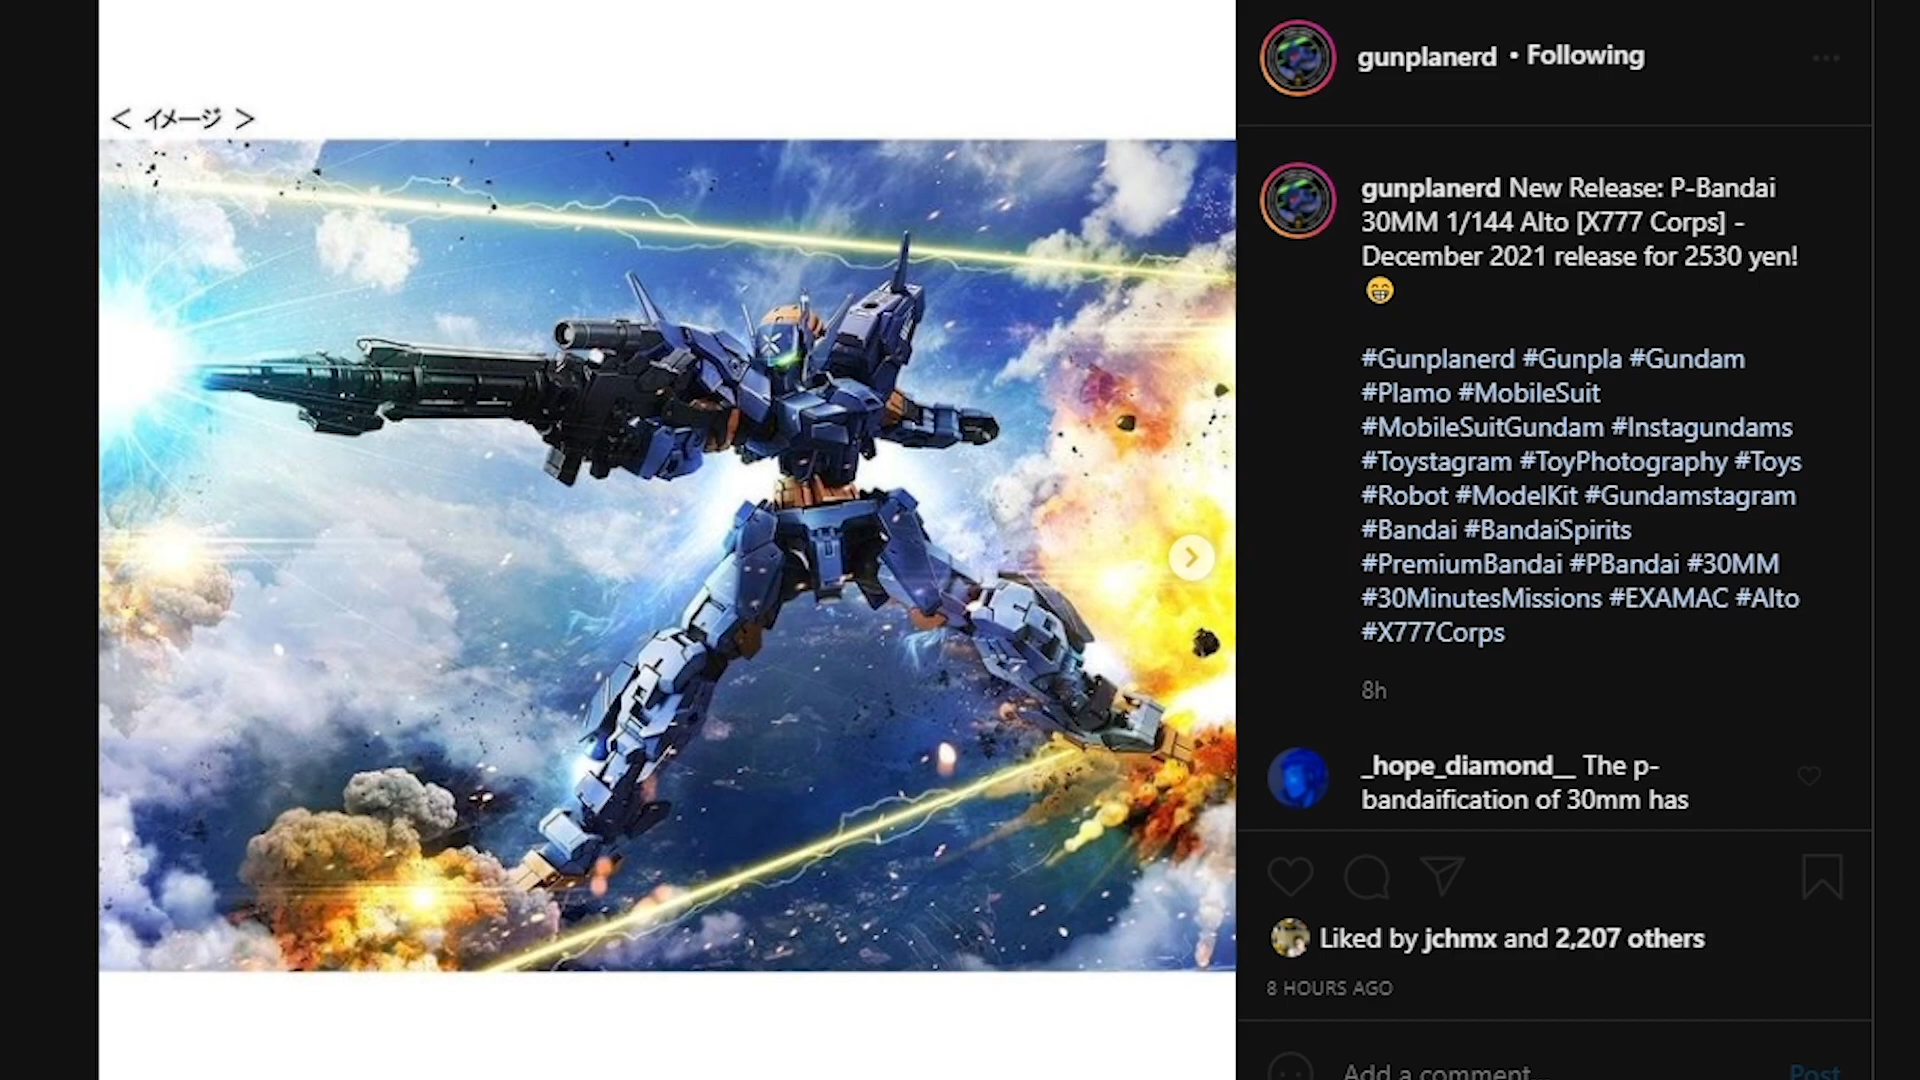 < イメージ >
gunplanerd • Following
gunplanerd New Release: P-Bandai
30MM 1/144 Alto [X777 Corps] -
December 2021 release for 2530 yen!
😁
#Gunplanerd #Gunpla #Gundam
#Plamo #MobileSuit
#MobileSuitGundam #Instagundams
#Toystagram #ToyPhotography #Toys
#Robot #ModelKit #Gundamstagram
#Bandai #BandaiSpirits
#PremiumBandai #PBandai #30MM
#30MinutesMissions #EXAMAC #Alto
#X777Corps
8h
_hope_diamond__ The p-
bandaification of 30mm has
Liked by jchmx and 2,207 others
8 HOURS AGO
Add a comment... Post